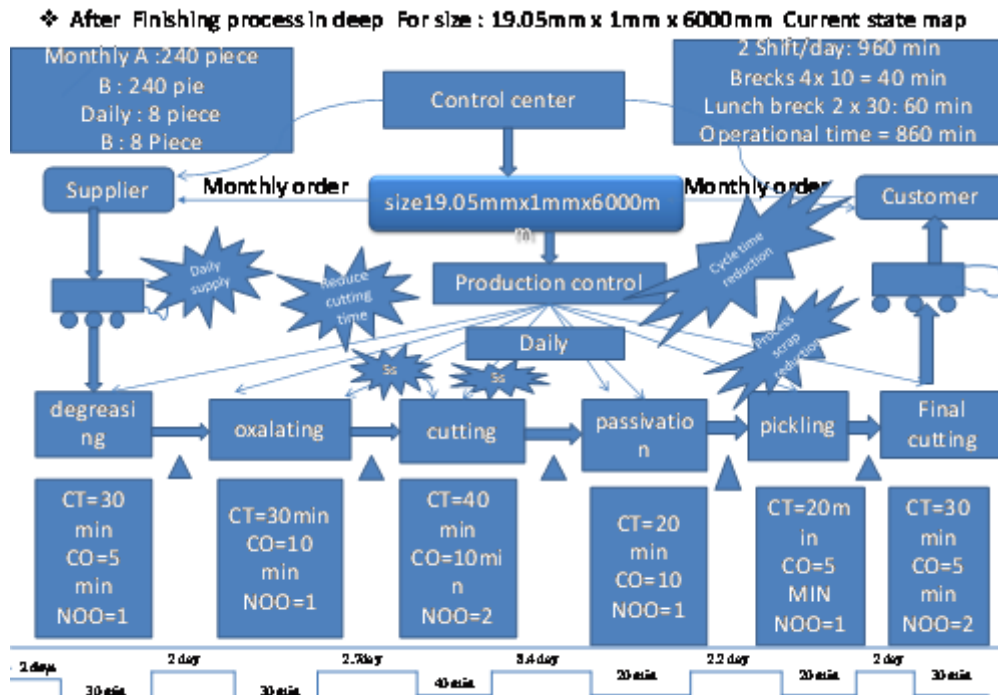 ❖ After Finishing process in deep For size : 19.05mm x 1mm x 6000mm Current state map
Monthly A :240 piece
B : 240 pie
Daily : 8 piece
B : 8 Piece
Control center
2 Shift/day: 960 min
Brecks 4x 10 = 40 min
Lunch breck 2 x 30: 60 min
Operational time = 860 min
Supplier
Monthly order
size19.05mmx1mmx6000m
m
Monthly order
Customer
Daily
supply
Reduce
cutting
time
Production control
Cycle time
reduction
Process
scrap
reduction
Daily
5s
5s
degreasi
ng
oxalating
cutting
passivatio
n
pickling
Final
cutting
CT=30
min
CO=5
min
NOO=1
CT=30min
CO=10
min
NOO=1
CT=40
min
CO=10mi
n
NOO=2
CT=20
min
CO=10
NOO=1
CT=20m
in
CO=5
MIN
NOO=1
CT=30
min
CO=5
min
NOO=2
2 days
30 min
2 day
30 min
2.7day
40 min
3.4 day
20 min
2.2 day
20 min
2 day
30 min